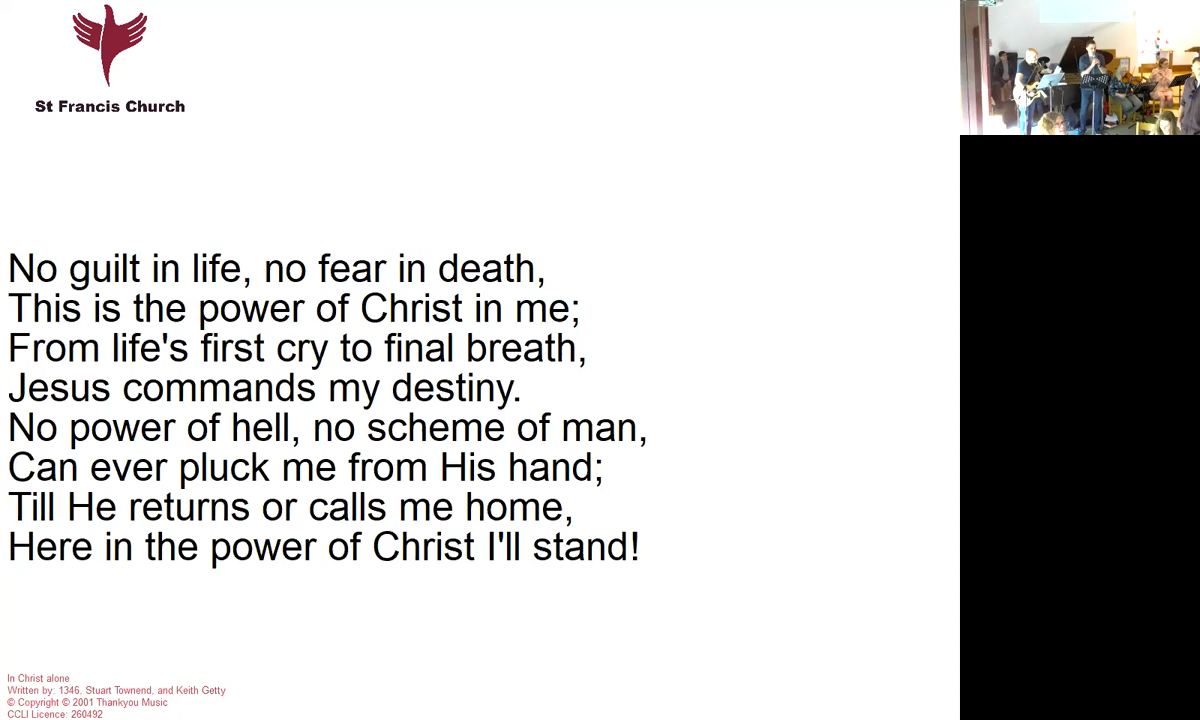 St Francis Church
No guilt in life, no fear in death,
This is the power of Christ in me;
From life's first cry to final breath,
Jesus commands my destiny.
No power of hell, no scheme of man,
Can ever pluck me from His hand;
Till He returns or calls me home,
Here in the power of Christ I'll stand!
In Christ alone
Written by: 1346, Stuart Townend, and Keith Getty
© Copyright © 2001 Thankyou Music
CCLI Licence: 260492